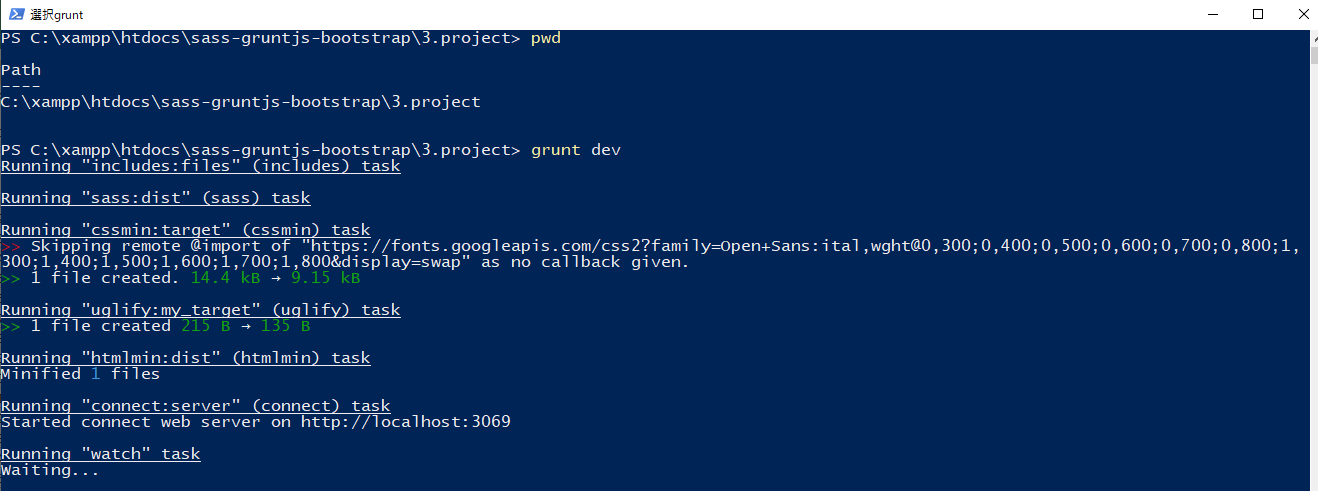 選択grunt
PS C:\xampp\htdocs\sass-gruntjs-bootstrap\3.project> pwd
Path
----
C:\xampp\htdocs\sass-gruntjs-bootstrap\3.project
PS C:\xampp\htdocs\sass-gruntjs-bootstrap\3.project> grunt dev
Running "includes:files" (includes) task
Running "sass:dist" (sass) task
Running "cssmin:target" (cssmin) task
>> Skipping remote @import of "https://fonts.googleapis.com/css2?family=Open+Sans:ital,wght@0,300;0,400;0,500;0,600;0,700;0,800;1,
300;1,400;1,500;1,600;1,700;1,800&display=swap" as no callback given.
>> 1 file created. 14.4 kB → 9.15 kB
Running "uglify:my_target" (uglify) task
>> 1 file created 215 B → 135 B
Running "htmlmin:dist" (htmlmin) task
Minified 1 files
Running "connect:server" (connect) task
Started connect web server on http://localhost:3069
Running "watch" task
Waiting...